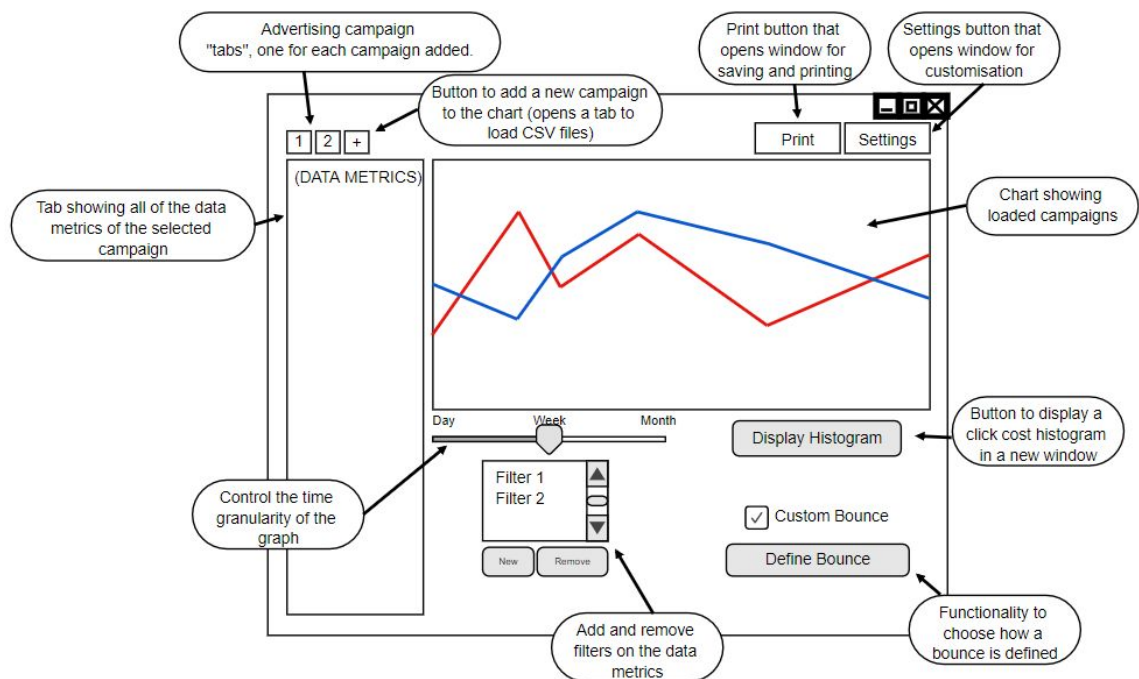 Advertising campaign
"tabs", one for each campaign added.
Print button that
opens window for
saving and printing
Settings button that
opens window for
customisation
Button to add a new campaign
to the chart (opens a tab to
load CSV files)
1 2 +
Print Settings
(DATA METRICS)
Tab showing all of the data
metrics of the selected
campaign
Chart showing
loaded campaigns
Day Week Month
Display Histogram
Button to display a
click cost histogram
in a new window
Filter 1
Filter 2
Control the time
granularity of the
graph
Custom Bounce
New Remove
Define Bounce
Add and remove
filters on the data
metrics
Functionality to
choose how a
bounce is defined